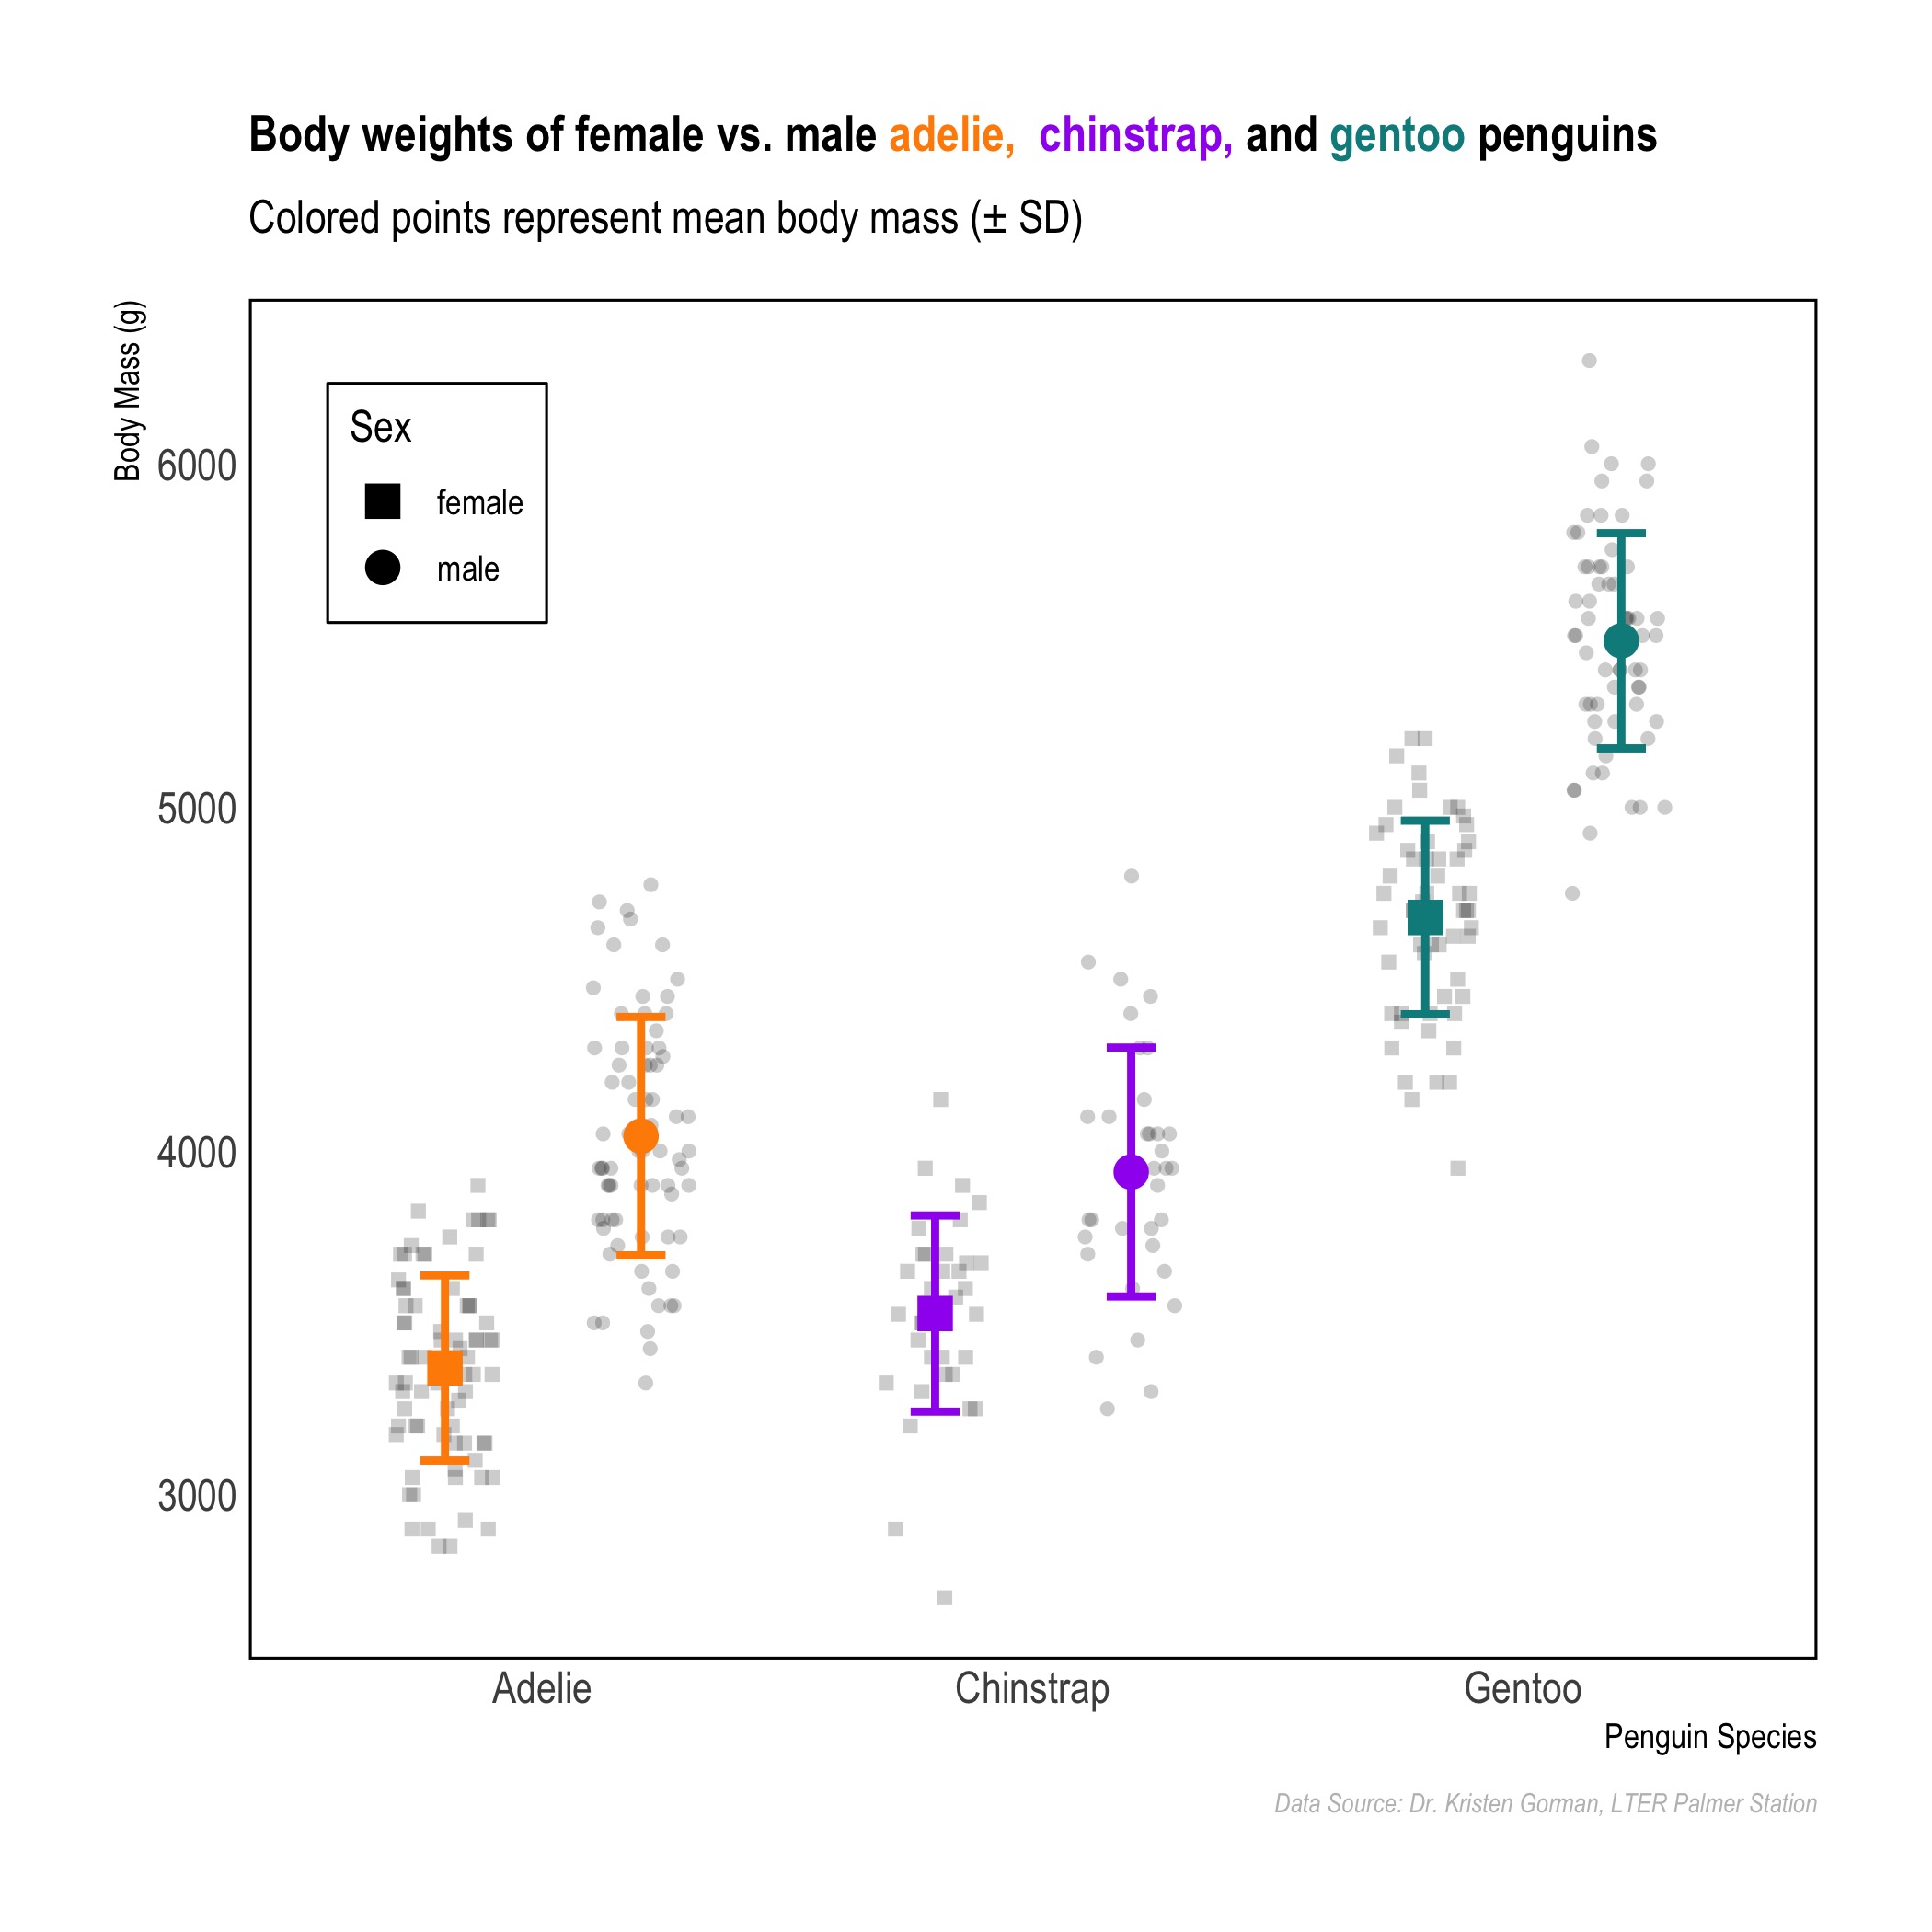 Body weights of female vs. male adelie, chinstrap, and gentoo penguins
Colored points represent mean body mass (± SD)
Body Mass (g)
Sex
female
male
6000
5000
4000
3000
Adelie
Chinstrap
Gentoo
Penguin Species
Data Source: Dr. Kristen Gorman, LTER Palmer Station